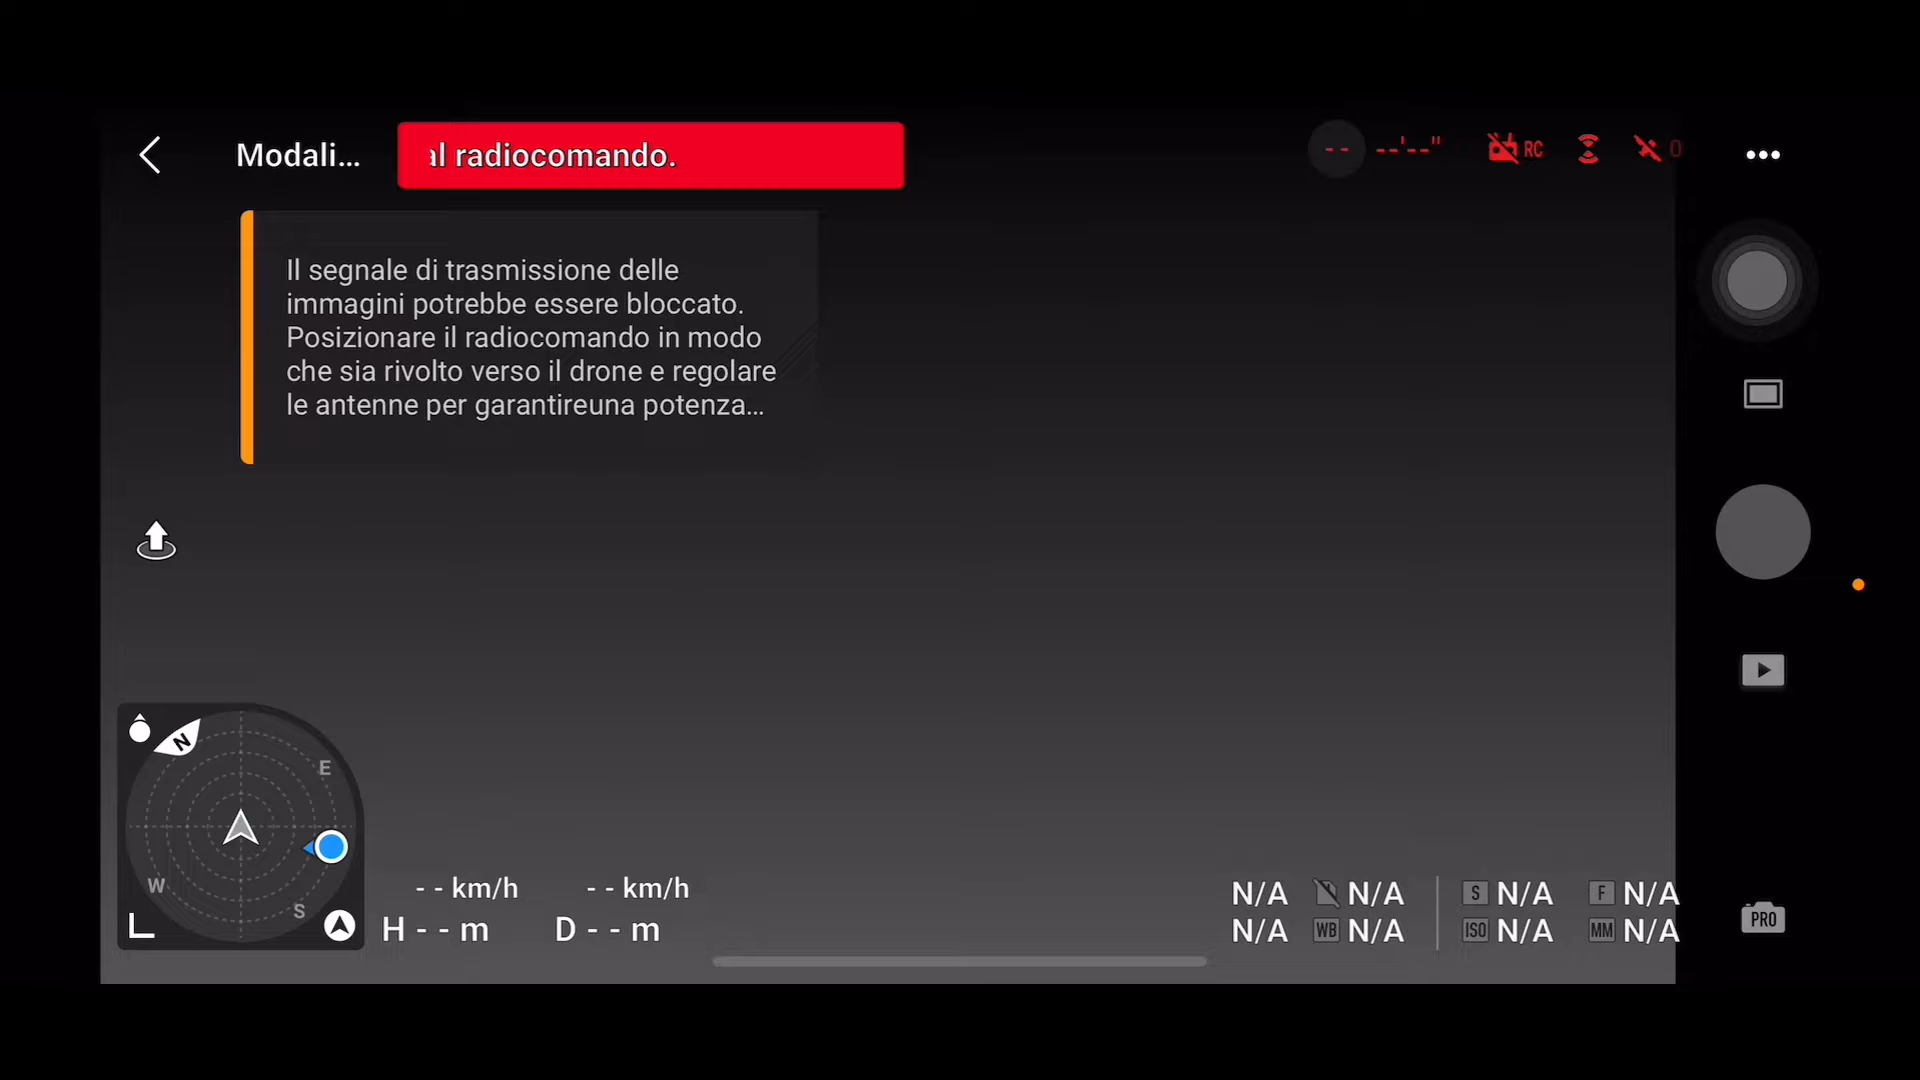 Modali...
al radiocomando.
-- --'--" RC 0
Il segnale di trasmissione delle
immagini potrebbe essere bloccato.
Posizionare il radiocomando in modo
che sia rivolto verso il drone e regolare
le antenne per garantireuna potenza...
N
E
W
S
-- km/h -- km/h
H -- m D -- m
N/A N/A S N/A F N/A
N/A WB N/A ISO N/A MM N/A
PRO